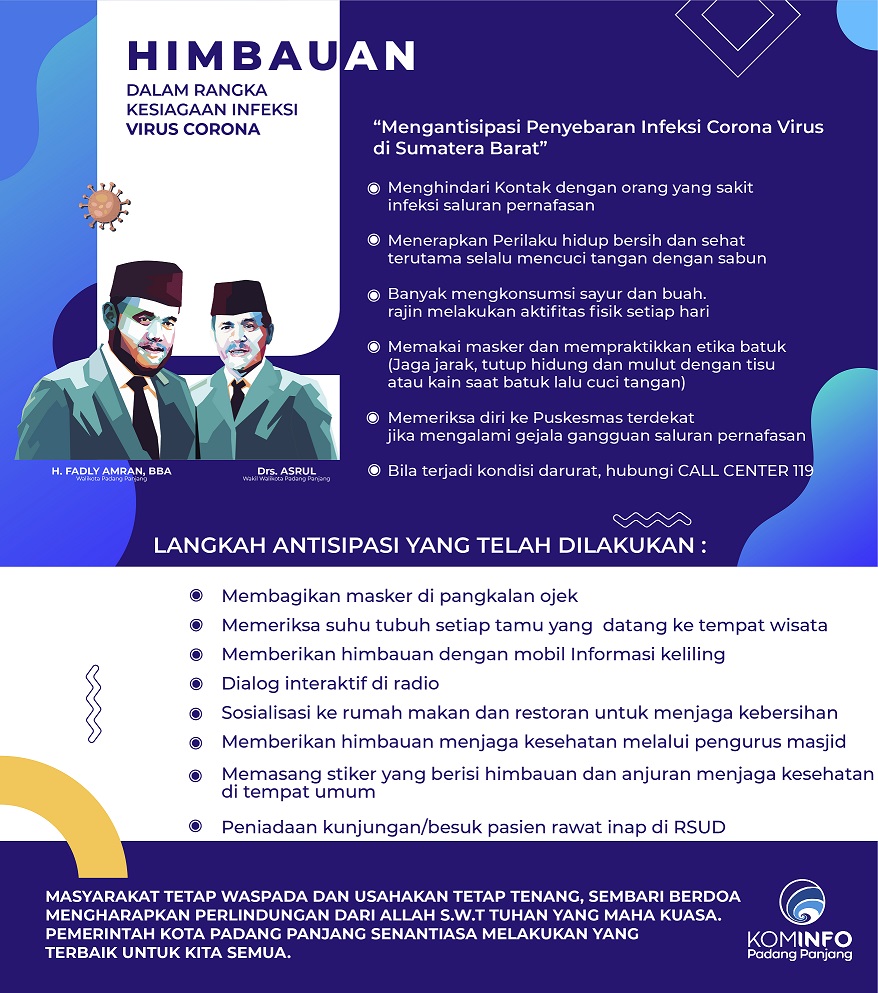 HIMBAUAN
DALAM RANGKA
KESIAGAAN INFEKSI
VIRUS CORONA
“Mengantisipasi Penyebaran Infeksi Corona Virus
di Sumatera Barat”
Menghindari Kontak dengan orang yang sakit
infeksi saluran pernafasan
Menerapkan Perilaku hidup bersih dan sehat
terutama selalu mencuci tangan dengan sabun
Banyak mengkonsumsi sayur dan buah.
rajin melakukan aktifitas fisik setiap hari
Memakai masker dan mempraktikkan etika batuk
(Jaga jarak, tutup hidung dan mulut dengan tisu
atau kain saat batuk lalu cuci tangan)
Memeriksa diri ke Puskesmas terdekat
jika mengalami gejala gangguan saluran pernafasan
Bila terjadi kondisi darurat, hubungi CALL CENTER 119
H. FADLY AMRAN, BBA
Walikota Padang Panjang
Drs. ASRUL
Wakil Walikota Padang Panjang
LANGKAH ANTISIPASI YANG TELAH DILAKUKAN :
Membagikan masker di pangkalan ojek
Memeriksa suhu tubuh setiap tamu yang datang ke tempat wisata
Memberikan himbauan dengan mobil Informasi keliling
Dialog interaktif di radio
Sosialisasi ke rumah makan dan restoran untuk menjaga kebersihan
Memberikan himbauan menjaga kesehatan melalui pengurus masjid
Memasang stiker yang berisi himbauan dan anjuran menjaga kesehatan
di tempat umum
Peniadaan kunjungan/besuk pasien rawat inap di RSUD
MASYARAKAT TETAP WASPADA DAN USAHAKAN TETAP TENANG, SEMBARI BERDOA
MENGHARAPKAN PERLINDUNGAN DARI ALLAH S.W.T TUHAN YANG MAHA KUASA.
PEMERINTAH KOTA PADANG PANJANG SENANTIASA MELAKUKAN YANG
TERBAIK UNTUK KITA SEMUA.
KOMINFO
Padang Panjang